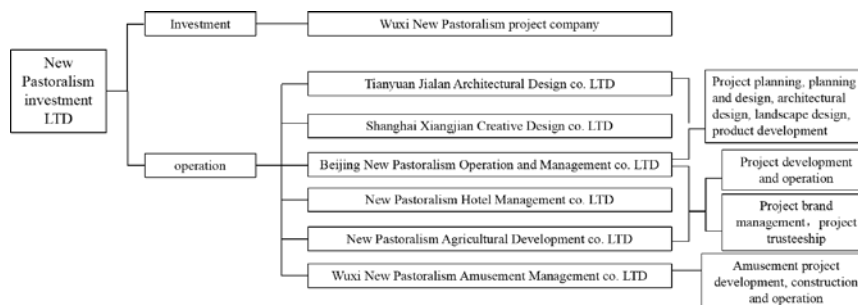 Investment
Wuxi New Pastoralism project company
New
Pastoralism
investment
LTD
Tianyuan Jialan Architectural Design co. LTD
Project planning, planning
and design, architectural
design, landscape design,
product development
Shanghai Xiangjian Creative Design co. LTD
operation
Beijing New Pastoralism Operation and Management co. LTD
Project development
and operation
New Pastoralism Hotel Management co. LTD
Project brand
management，project
trusteeship
New Pastoralism Agricultural Development co. LTD
Wuxi New Pastoralism Amusement Management co. LTD
Amusement project
development, construction
and operation